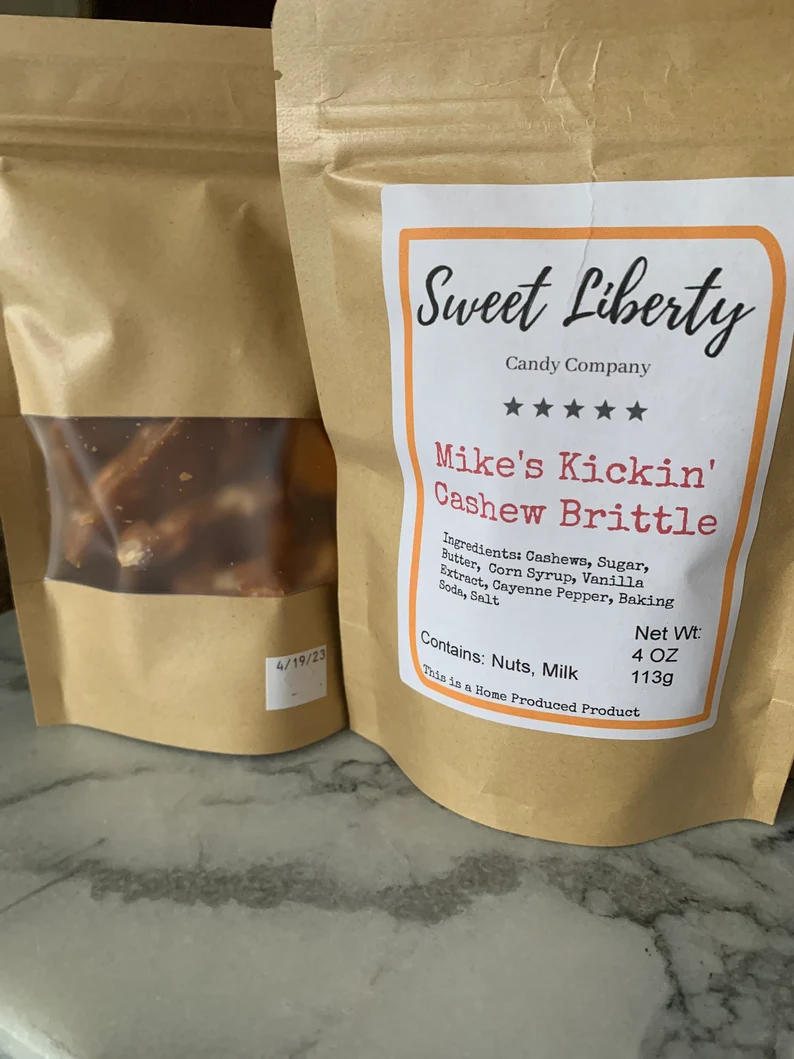 Sweet Liberty
Candy Company
Mike's Kickin'
Cashew Brittle
Ingredients: Cashews, Sugar,
Butter, Corn Syrup, Vanilla
Extract, Cayenne Pepper, Baking
Soda, Salt
Contains: Nuts, Milk
Net Wt:
4 OZ
113g
This is a Home Produced Product
4/19/23